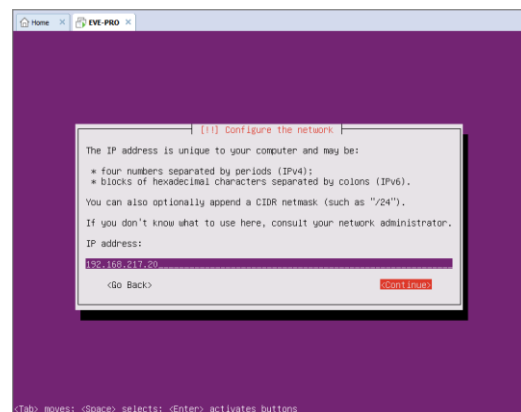 Home × EVE-PRO ×
[!!] Configure the network
The IP address is unique to your computer and may be:
* four numbers separated by periods (IPv4);
* blocks of hexadecimal characters separated by colons (IPv6).
You can also optionally append a CIDR netmask (such as "/24").
If you don't know what to use here, consult your network administrator.
IP address:
192.168.217.20
<Go Back> <Continue>
<Tab> moves; <Space> selects; <Enter> activates buttons